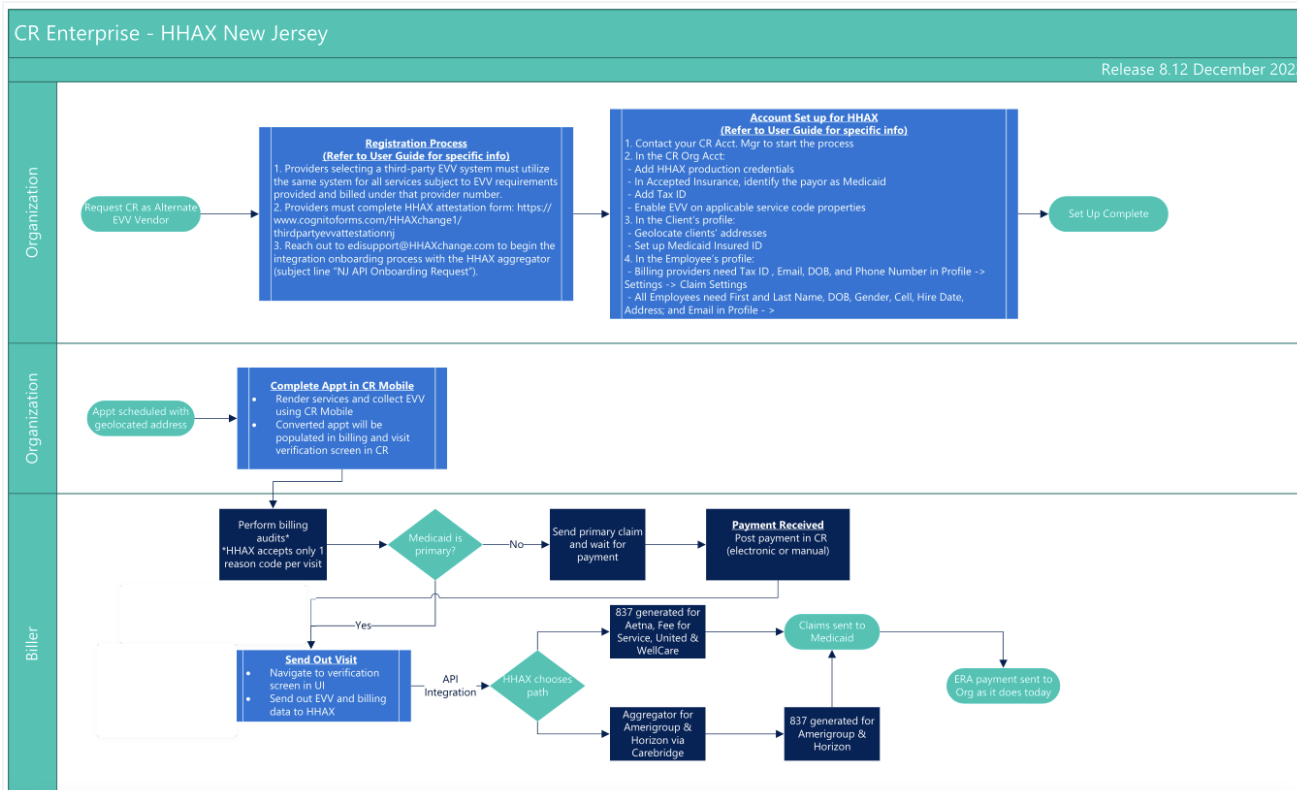 CR Enterprise - HHAX New Jersey
Release 8.12 December 202
Organization
Request CR as Alternate
EVV Vendor
Registration Process
(Refer to User Guide for specific info)
1. Providers selecting a third-party EVV system must utilize
the same system for all services subject to EVV requirements
provided and billed under that provider number.
2. Providers must complete HHAX attestation form: https://
www.cognitoforms.com/HHAXchange1/
thirdpartyevvattestationnj
3. Reach out to edisupport@HHAXchange.com to begin the
integration onboarding process with the HHAX aggregator
(subject line "NJ API Onboarding Request").
Account Set up for HHAX
(Refer to User Guide for specific info)
1. Contact your CR Acct. Mgr to start the process
2. In the CR Org Acct:
- Add HHAX production credentials
- In Accepted Insurance, identify the payor as Medicaid
- Add Tax ID
- Enable EVV on applicable service code properties
3. In the Client's profile:
- Geolocate clients' addresses
- Set up Medicaid Insured ID
4. In the Employee's profile:
- Billing providers need Tax ID , Email, DOB, and Phone Number in Profile ->
Settings -> Claim Settings
- All Employees need First and Last Name, DOB, Gender, Cell, Hire Date,
Address; and Email in Profile - >
Set Up Complete
Organization
Appt scheduled with
geolocated address
Complete Appt in CR Mobile
• Render services and collect EVV
using CR Mobile
• Converted appt will be
populated in billing and visit
verification screen in CR
Biller
Perform billing
audits*
*HHAX accepts only 1
reason code per visit
Medicaid is
primary?
No
Send primary claim
and wait for
payment
Payment Received
Post payment in CR
(electronic or manual)
Yes
Send Out Visit
• Navigate to verification
screen in UI
• Send out EVV and billing
data to HHAX
API
Integration
HHAX chooses
path
837 generated for
Aetna, Fee for
Service, United &
WellCare
Aggregator for
Amerigroup &
Horizon via
Carebridge
837 generated for
Amerigroup &
Horizon
Claims sent to
Medicaid
ERA payment sent to
Org as it does today